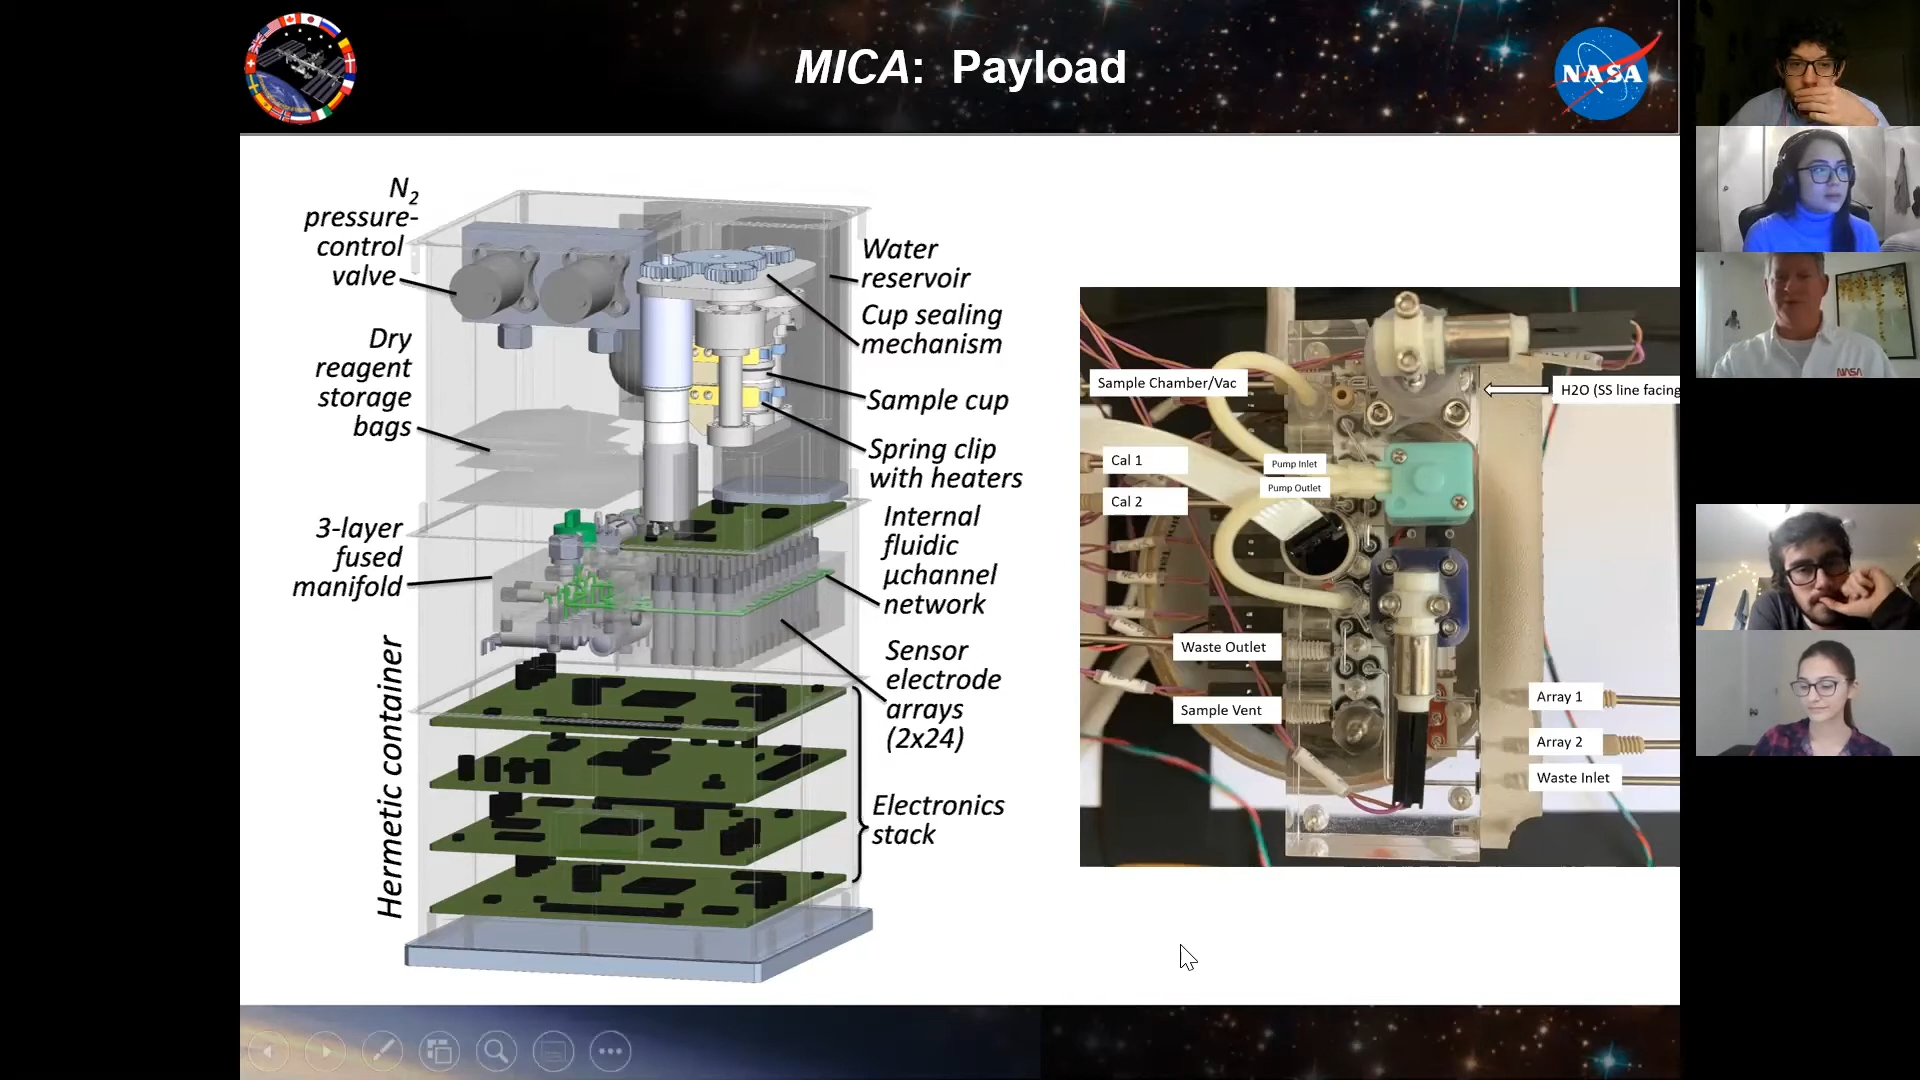 MICA: Payload
NASA
N2
pressure-
control
valve
Dry
reagent
storage
bags
3-layer
fused
manifold
Hermetic container
Water
reservoir
Cup sealing
mechanism
Sample cup
Spring clip
with heaters
Internal
fluidic
µchannel
network
Sensor
electrode
arrays
(2x24)
Electronics
stack
Sample Chamber/Vac
H2O (SS line facing
Cal 1
Pump Inlet
Pump Outlet
Cal 2
Waste Outlet
Sample Vent
Array 1
Array 2
Waste Inlet
NASA